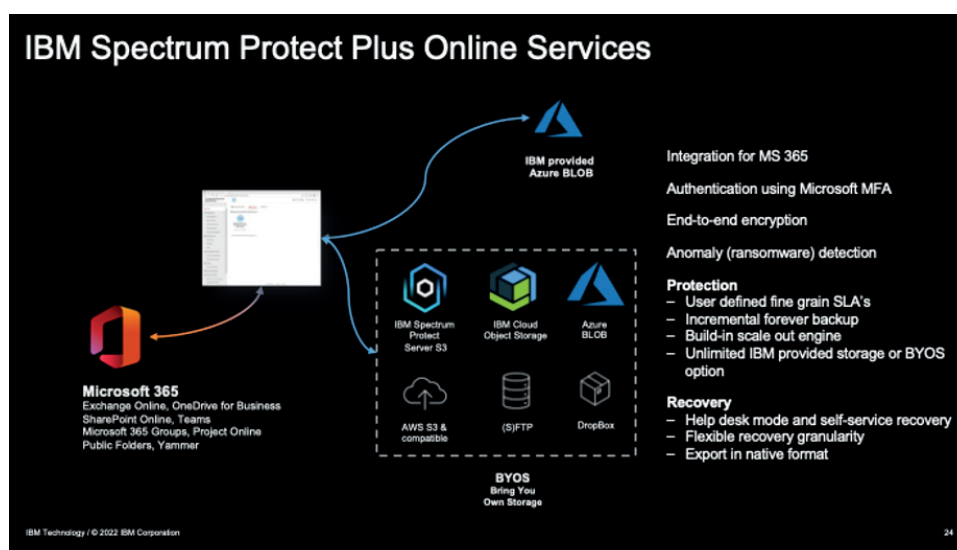 IBM Spectrum Protect Plus Online Services
IBM provided
Azure BLOB
Integration for MS 365
Authentication using Microsoft MFA
End-to-end encryption
Anomaly (ransomware) detection
Protection
– User defined fine grain SLA's
– Incremental forever backup
– Build-in scale out engine
– Unlimited IBM provided storage or BYOS
option
Recovery
– Help desk mode and self-service recovery
– Flexible recovery granularity
– Export in native format
IBM Spectrum
Protect
Server S3
IBM Cloud
Object Storage
Azure
BLOB
AWS S3 &
compatible
(S)FTP
DropBox
BYOS
Bring You
Own Storage
Microsoft 365
Exchange Online, OneDrive for Business
SharePoint Online, Teams
Microsoft 365 Groups, Project Online
Public Folders, Yammer
IBM Technology / © 2022 IBM Corporation
24